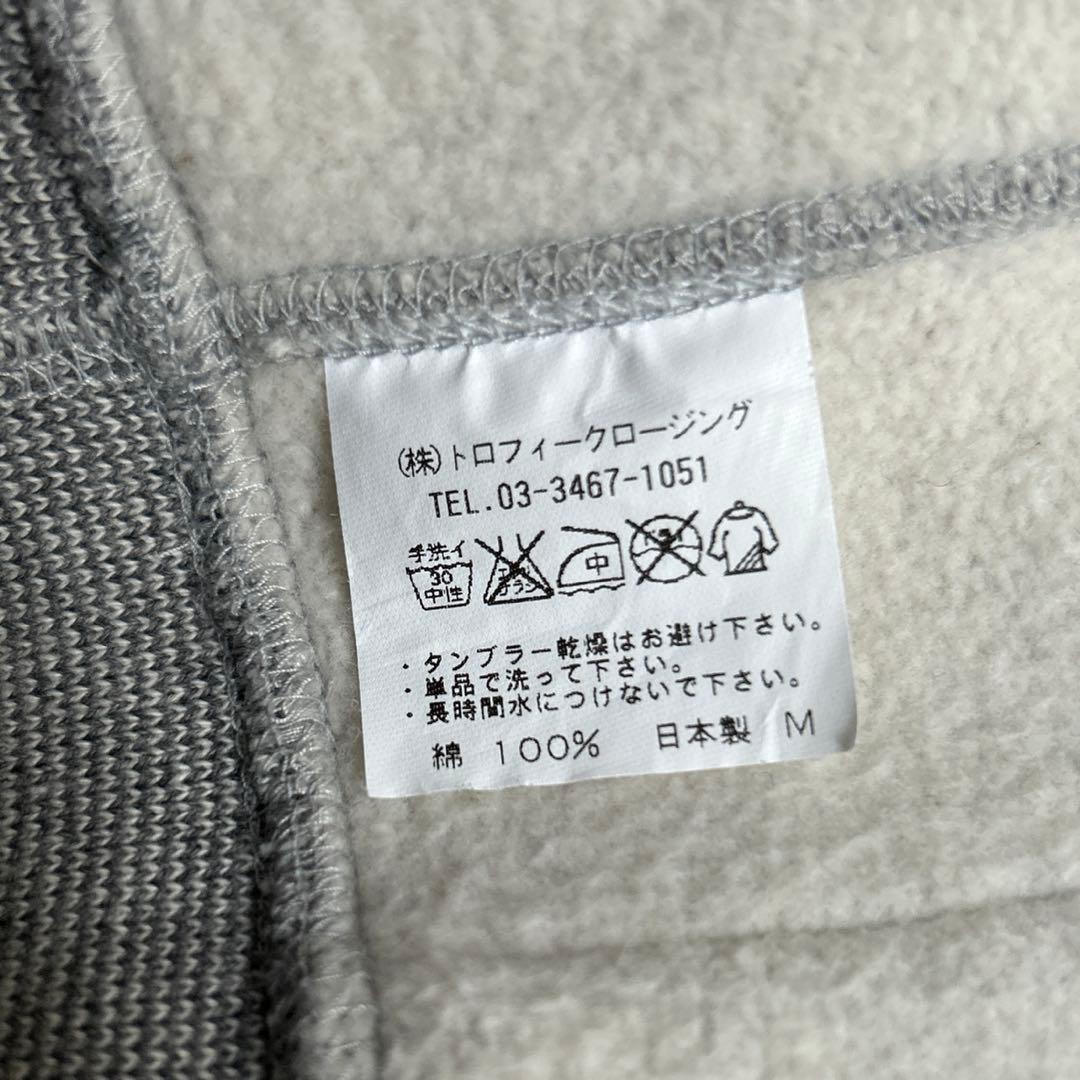 (株)トロフィークロージング
TEL.03-3467-1051
手洗イ
30
中性
中
・タンブラー乾燥はお避け下さい。
・単品で洗って下さい。
・長時間水につけないで下さい。
綿 100% 日本製 M